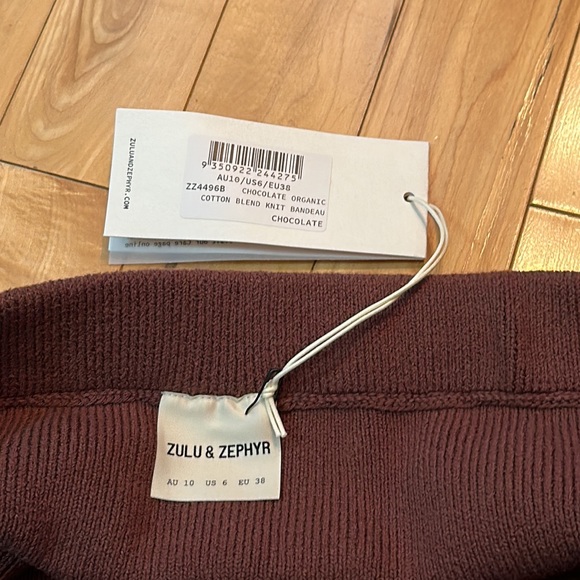 ZULUANDZEPHYR.COM
9 350922 244275
AU10/US6/EU38
ZZ4496B CHOCOLATE ORGANIC
COTTON BLEND KNIT BANDEAU
CHOCOLATE
ZULU & ZEPHYR
AU 10 US 6 EU 38